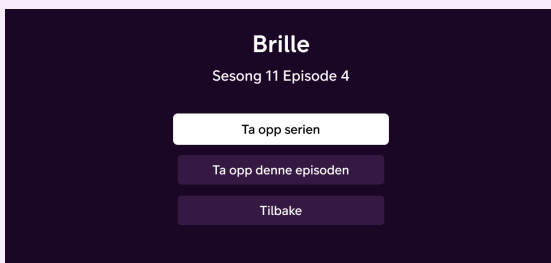 Brille
Sesong 11 Episode 4
Ta opp serien
Ta opp denne episoden
Tilbake